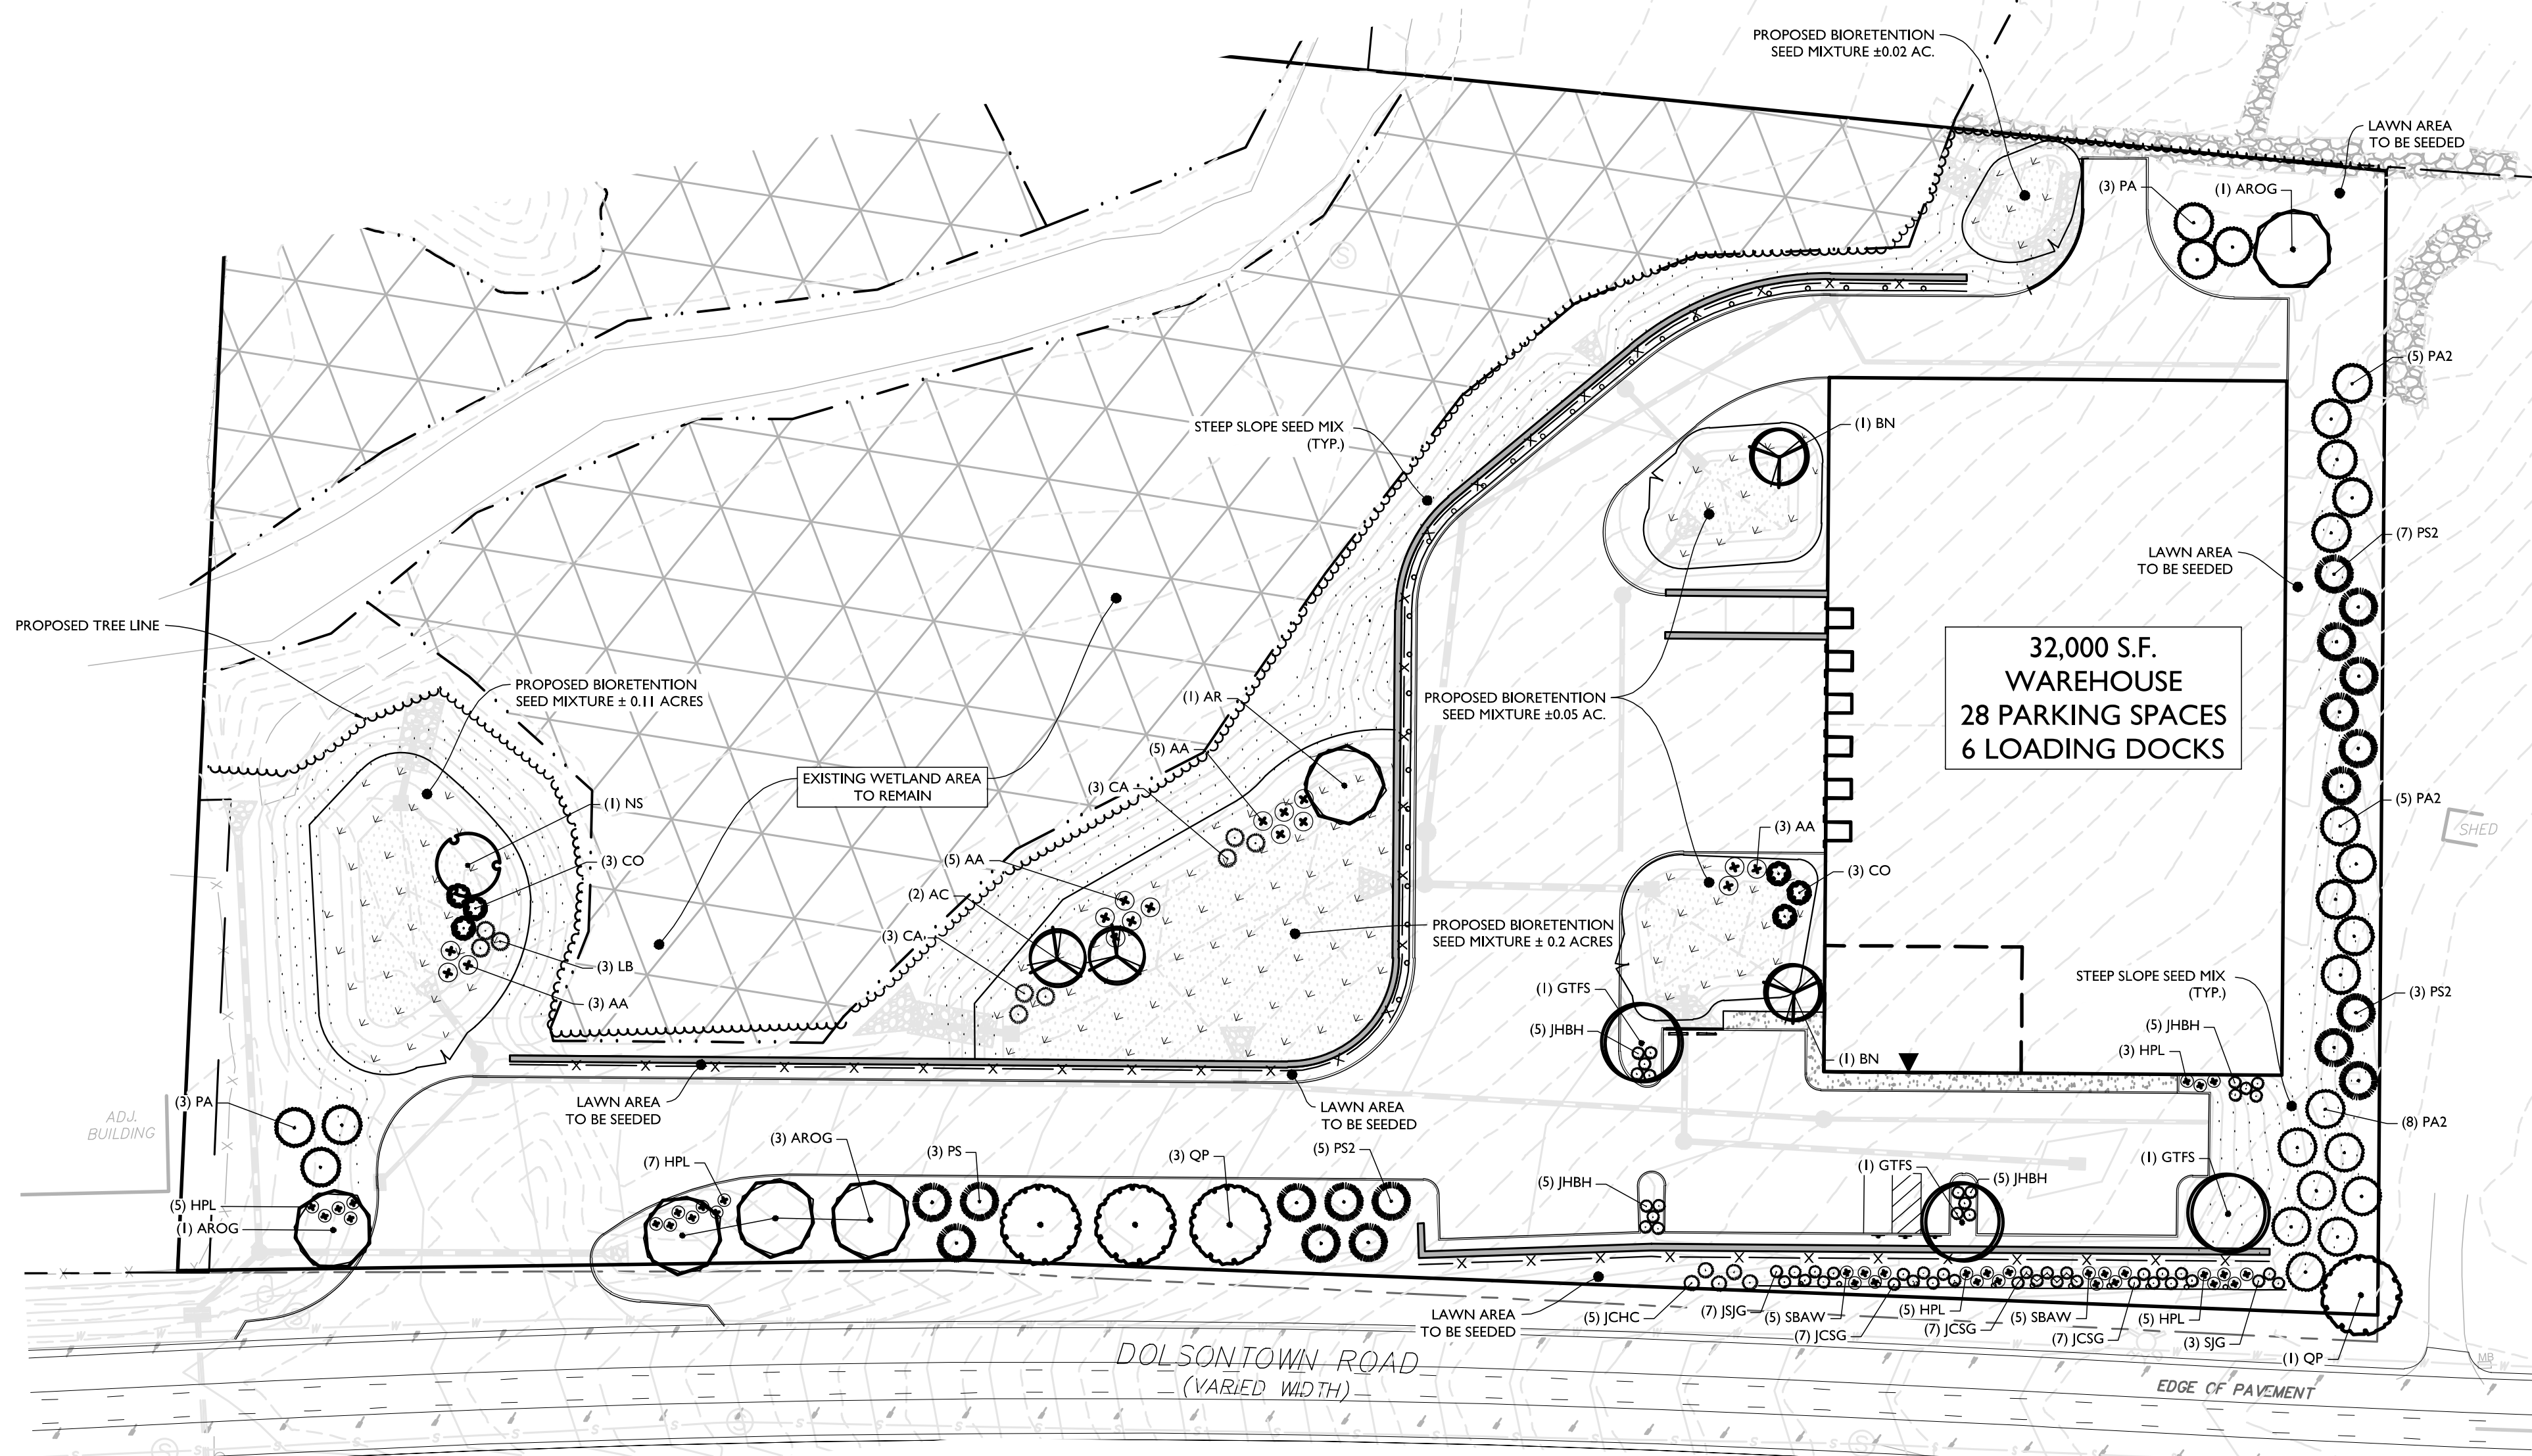 PROPOSED BIORETENTION
SEED MIXTURE ±0.02 AC.
LAWN AREA
TO BE SEEDED
(3) PA
(1) AROG
(5) PA2
STEEP SLOPE SEED MIX
(TYP.)
(1) BN
(7) PS2
LAWN AREA
TO BE SEEDED
PROPOSED TREE LINE
32,000 S.F.
WAREHOUSE
28 PARKING SPACES
6 LOADING DOCKS
PROPOSED BIORETENTION
SEED MIXTURE ± 0.11 ACRES
(1) AR
PROPOSED BIORETENTION
SEED MIXTURE ±0.05 AC.
(5) AA
EXISTING WETLAND AREA
TO REMAIN
(3) CA
(1) NS
(5) PA2
SHED
(3) AA
(5) AA
(3) CO
(3) CO
(2) AC
(3) CA
PROPOSED BIORETENTION
SEED MIXTURE ± 0.2 ACRES
(3) LB
STEEP SLOPE SEED MIX
(TYP.)
(1) GTFS
(3) PS2
(3) AA
(5) JHBH
(5) JHBH
(3) HPL
(1) BN
(3) PA
LAWN AREA
TO BE SEEDED
LAWN AREA
TO BE SEEDED
ADJ.
BUILDING
(8) PA2
(3) AROG
(3) PS
(3) QP
(5) PS2
(7) HPL
(1) GTFS
(1) GTFS
(5) JHBH
(5) JHBH
(5) HPL
(1) AROG
LAWN AREA
TO BE SEEDED
(5) JCHC
(7) JSJG
(5) SBAW
(7) JCSG
(5) HPL
(7) JCSG
(5) SBAW
(7) JCSG
(5) HPL
(3) SJG
(1) QP
MB
DOLSONTOWN ROAD
(VARIED WIDTH)
EDGE OF PAVEMENT